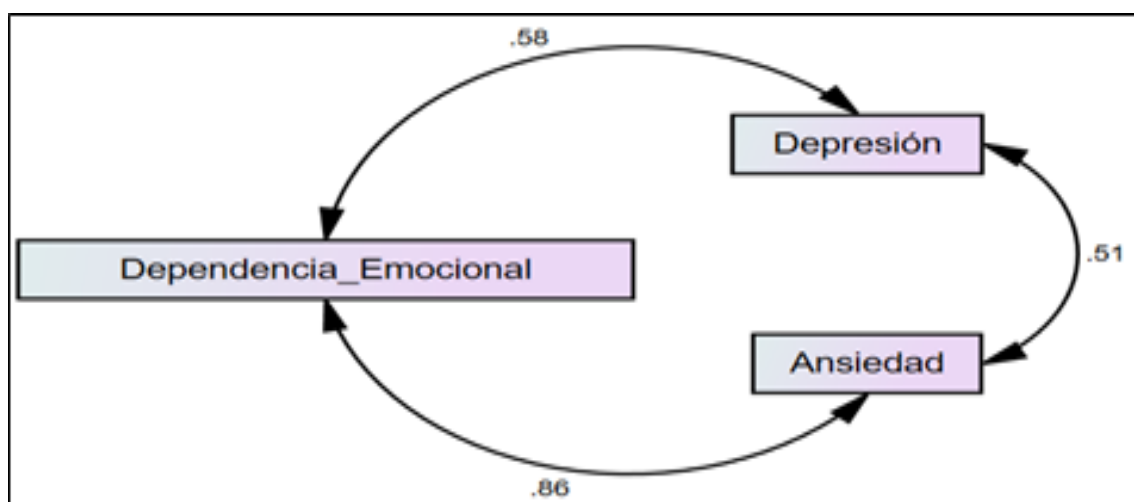 .58
Depresión
Dependencia_Emocional
.51
Ansiedad
.86